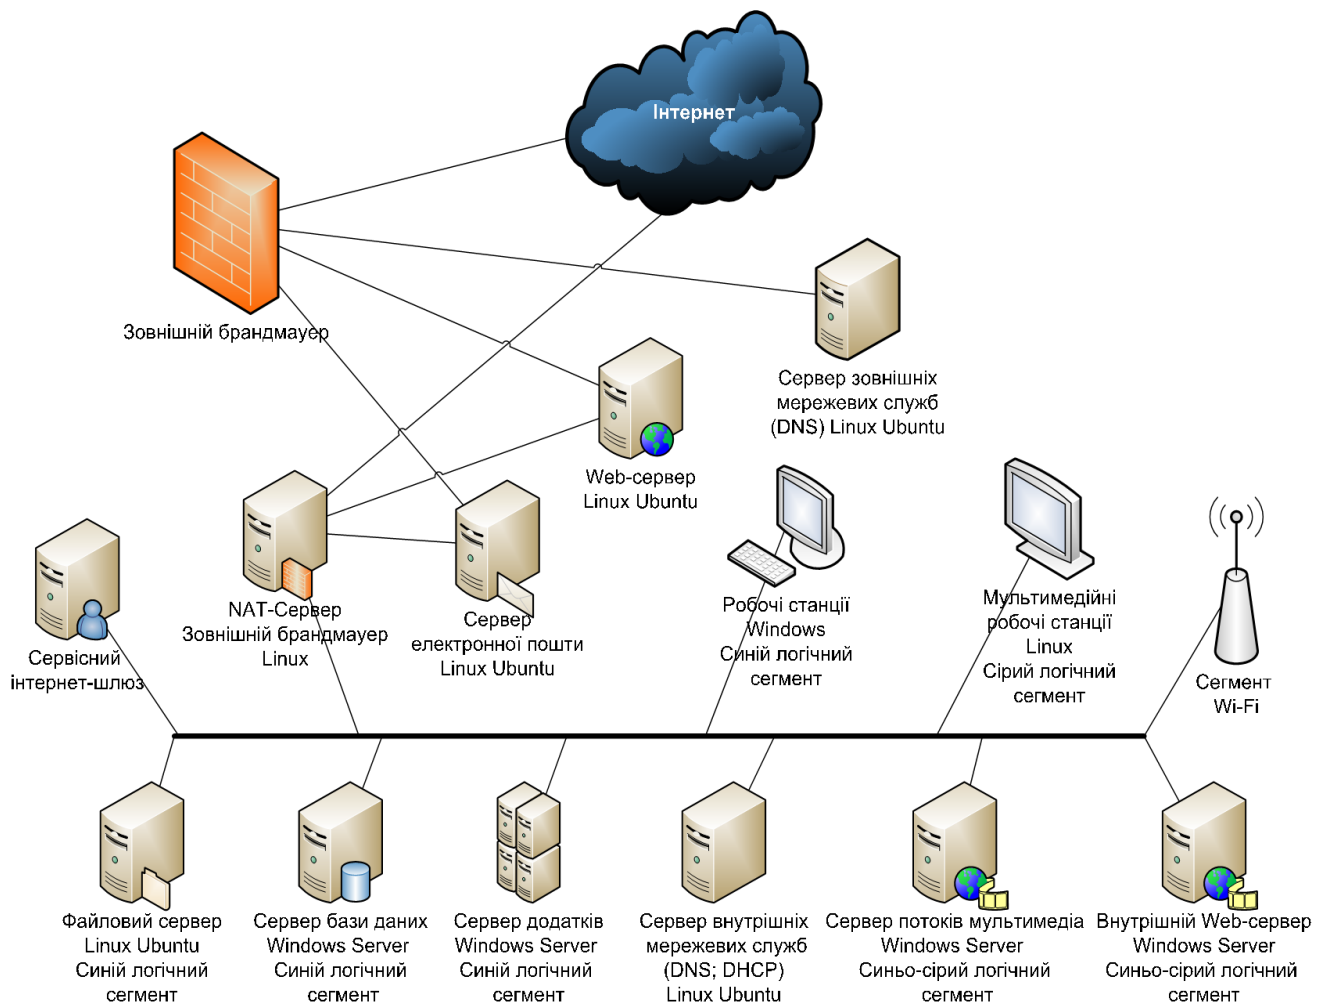 Інтернет
Зовнішній брандмауер
Сервер зовнішніх
мережевих служб
(DNS) Linux Ubuntu
Web-сервер
Linux Ubuntu
Сервісний
інтернет-шлюз
NAT-Сервер
Зовнішній брандмауер
Linux
Сервер
електронної пошти
Linux Ubuntu
Робочі станції
Windows
Синій логічний
сегмент
Мультимедійні
робочі станції
Linux
Сірий логічний
сегмент
Сегмент
Wi-Fi
Файловий сервер
Linux Ubuntu
Синій логічний
сегмент
Сервер бази даних
Windows Server
Синій логічний
сегмент
Сервер додатків
Windows Server
Синій логічний
сегмент
Сервер внутрішніх
мережевих служб
(DNS; DHCP)
Linux Ubuntu
Сервер потоків мультимедіа
Windows Server
Синьо-сірий логічний
сегмент
Внутрішній Web-сервер
Windows Server
Синьо-сірий логічний
сегмент